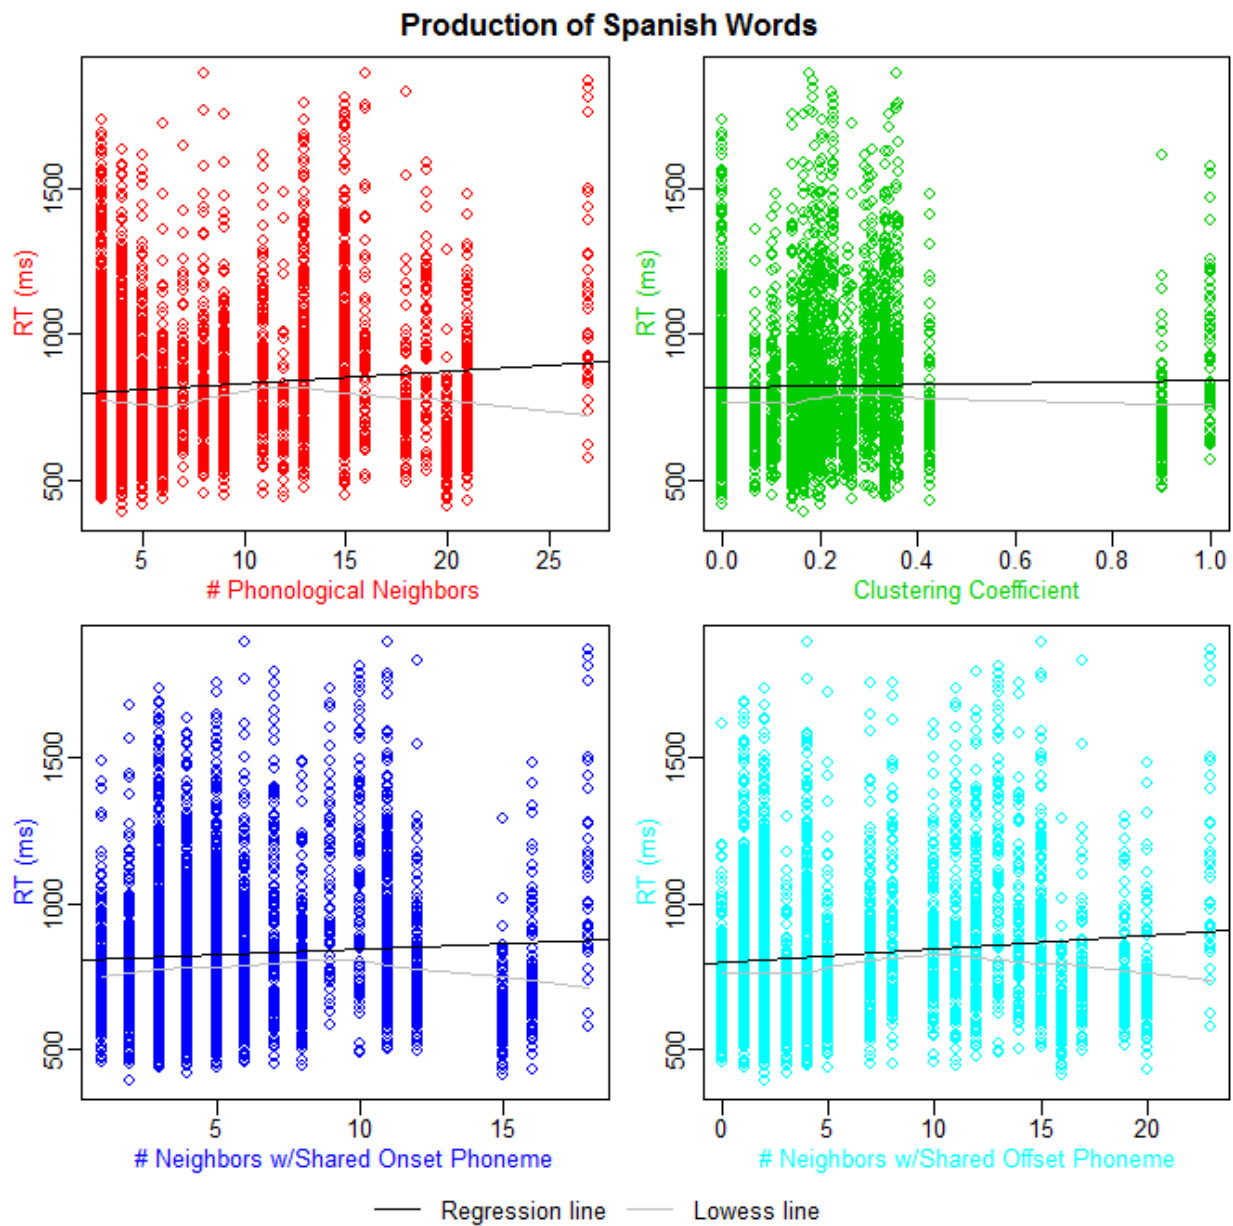 Production of Spanish Words
RT (ms)
500 1000 1500
5 10 15 20 25
# Phonological Neighbors
RT (ms)
500 1000 1500
0.0 0.2 0.4 0.6 0.8 1.0
Clustering Coefficient
RT (ms)
500 1000 1500
5 10 15
# Neighbors w/Shared Onset Phoneme
RT (ms)
500 1000 1500
0 5 10 15 20
# Neighbors w/Shared Offset Phoneme
Regression line Lowess line